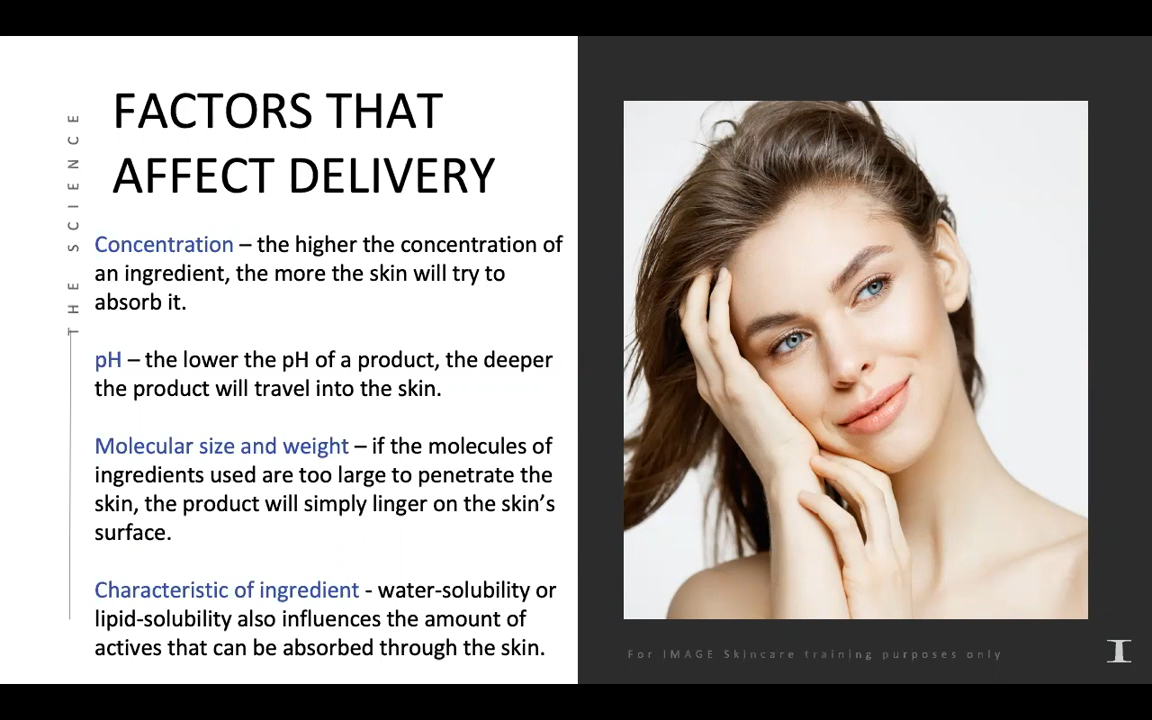 THE SCIENCE
FACTORS THAT
AFFECT DELIVERY
Concentration – the higher the concentration of
an ingredient, the more the skin will try to
absorb it.
pH – the lower the pH of a product, the deeper
the product will travel into the skin.
Molecular size and weight – if the molecules of
ingredients used are too large to penetrate the
skin, the product will simply linger on the skin’s
surface.
Characteristic of ingredient - water-solubility or
lipid-solubility also influences the amount of
actives that can be absorbed through the skin.
For IMAGE Skincare training purposes only
I